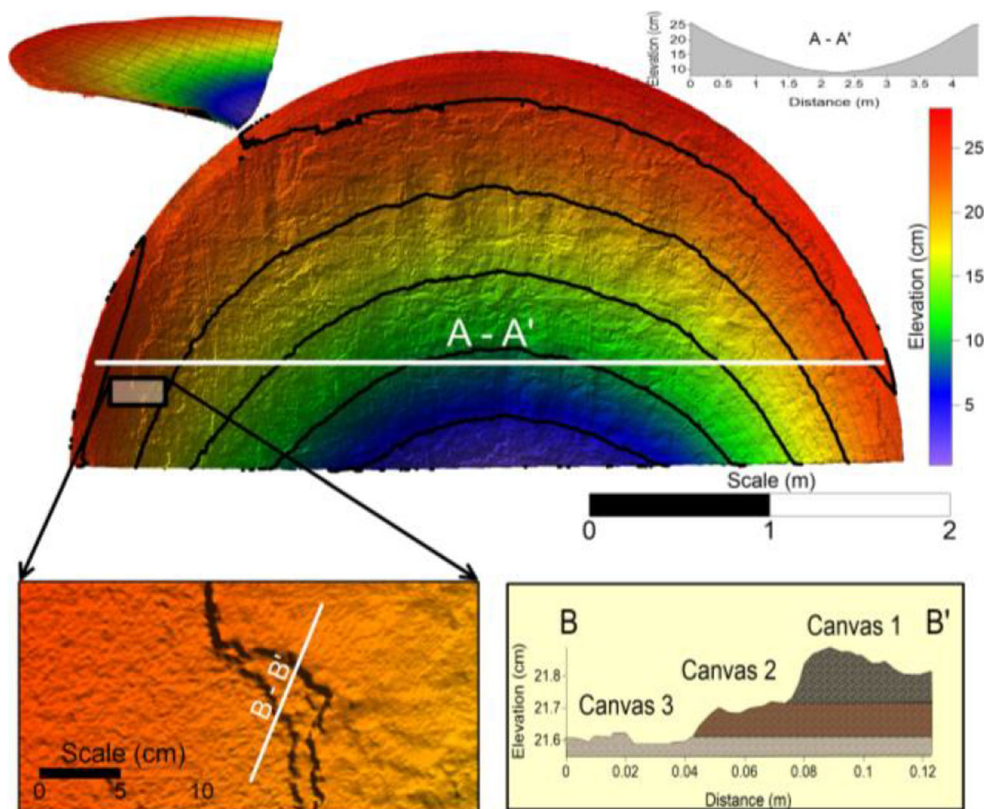 A - A'
Elevation (cm)
25
20
15
10
0 0.5 1 1.5 2 2.5 3 3.5 4
Distance (m)
A - A'
Elevation (cm)
25
20
15
10
5
Scale (m)
0 1 2
B - B'
Scale (cm)
0 5 10
B B'
Canvas 1
Canvas 2
Canvas 3
Elevation (cm)
21.8
21.7
21.6
0 0.02 0.04 0.06 0.08 0.1 0.12
Distance (m)